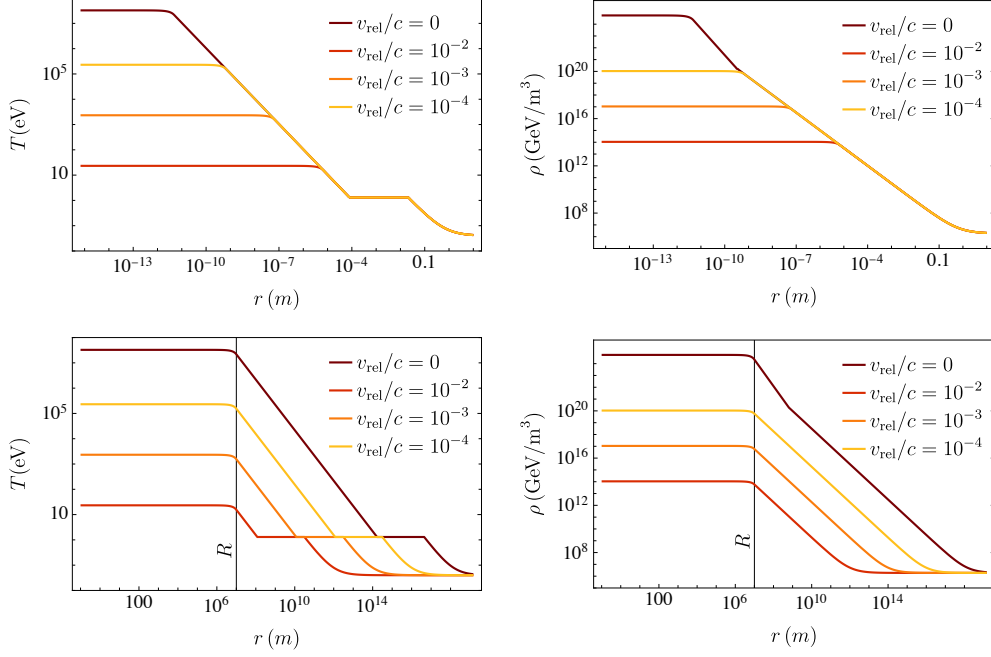 v_rel/c = 0
v_rel/c = 10^−2
v_rel/c = 10^−3
v_rel/c = 10^−4
T(eV)
10^5
10
10^−13
10^−10
10^−7
10^−4
0.1
r (m)
v_rel/c = 0
v_rel/c = 10^−2
v_rel/c = 10^−3
v_rel/c = 10^−4
ρ (GeV/m^3)
10^20
10^16
10^14
10^8
10^−13
10^−10
10^−7
10^−4
0.1
r (m)
v_rel/c = 0
v_rel/c = 10^−2
v_rel/c = 10^−3
v_rel/c = 10^−4
T(eV)
10^5
10
R
100
10^6
10^10
10^14
r (m)
v_rel/c = 0
v_rel/c = 10^−2
v_rel/c = 10^−3
v_rel/c = 10^−4
ρ (GeV/m^3)
10^20
10^16
10^14
10^8
R
100
10^6
10^10
10^14
r (m)